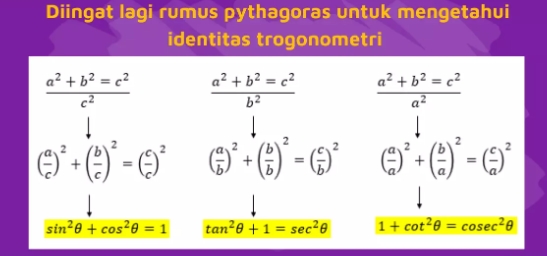 Diingat lagi rumus pythagoras untuk mengetahui
identitas trogonometri
a² + b² = c² / c²
a² + b² = c² / b²
a² + b² = c² / a²
(a/c)² + (b/c)² = (c/c)²
(a/b)² + (b/b)² = (c/b)²
(a/a)² + (b/a)² = (c/a)²
sin²θ + cos²θ = 1
tan²θ + 1 = sec²θ
1 + cot²θ = cosec²θ